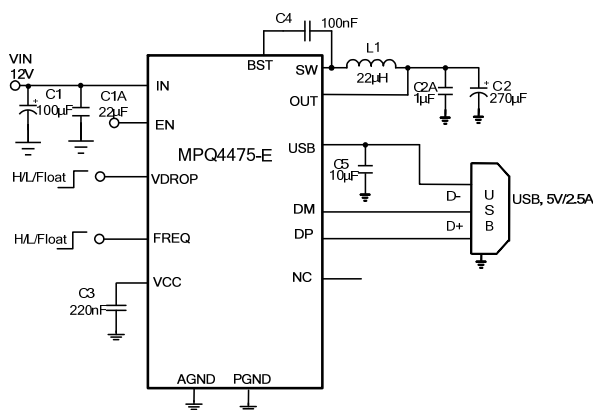 C4
100nF
BST
VIN
12V
C1
100µF
C1A
22µF
IN
EN
VDROP
H/L/Float
FREQ
H/L/Float
VCC
C3
220nF
AGND
PGND
MPQ4475-E
SW
L1
22µH
OUT
C2A
1µF
C2
270µF
USB
C5
10µF
DM
DP
NC
D-
D+
USB
USB, 5V/2.5A